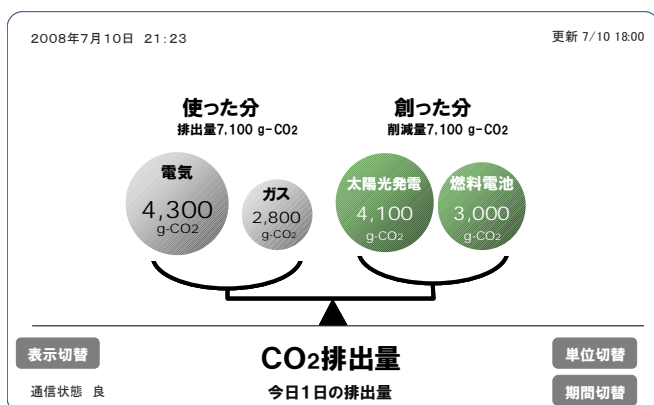 2008年7月10日 21:23
更新 7/10 18:00
使った分
排出量7,100 g-CO2
創った分
削減量7,100 g-CO2
電気
4,300
g-CO2
ガス
2,800
g-CO2
太陽光発電
4,100
g-CO2
燃料電池
3,000
g-CO2
表示切替
CO2排出量
単位切替
通信状態 良
今日1日の排出量
期間切替